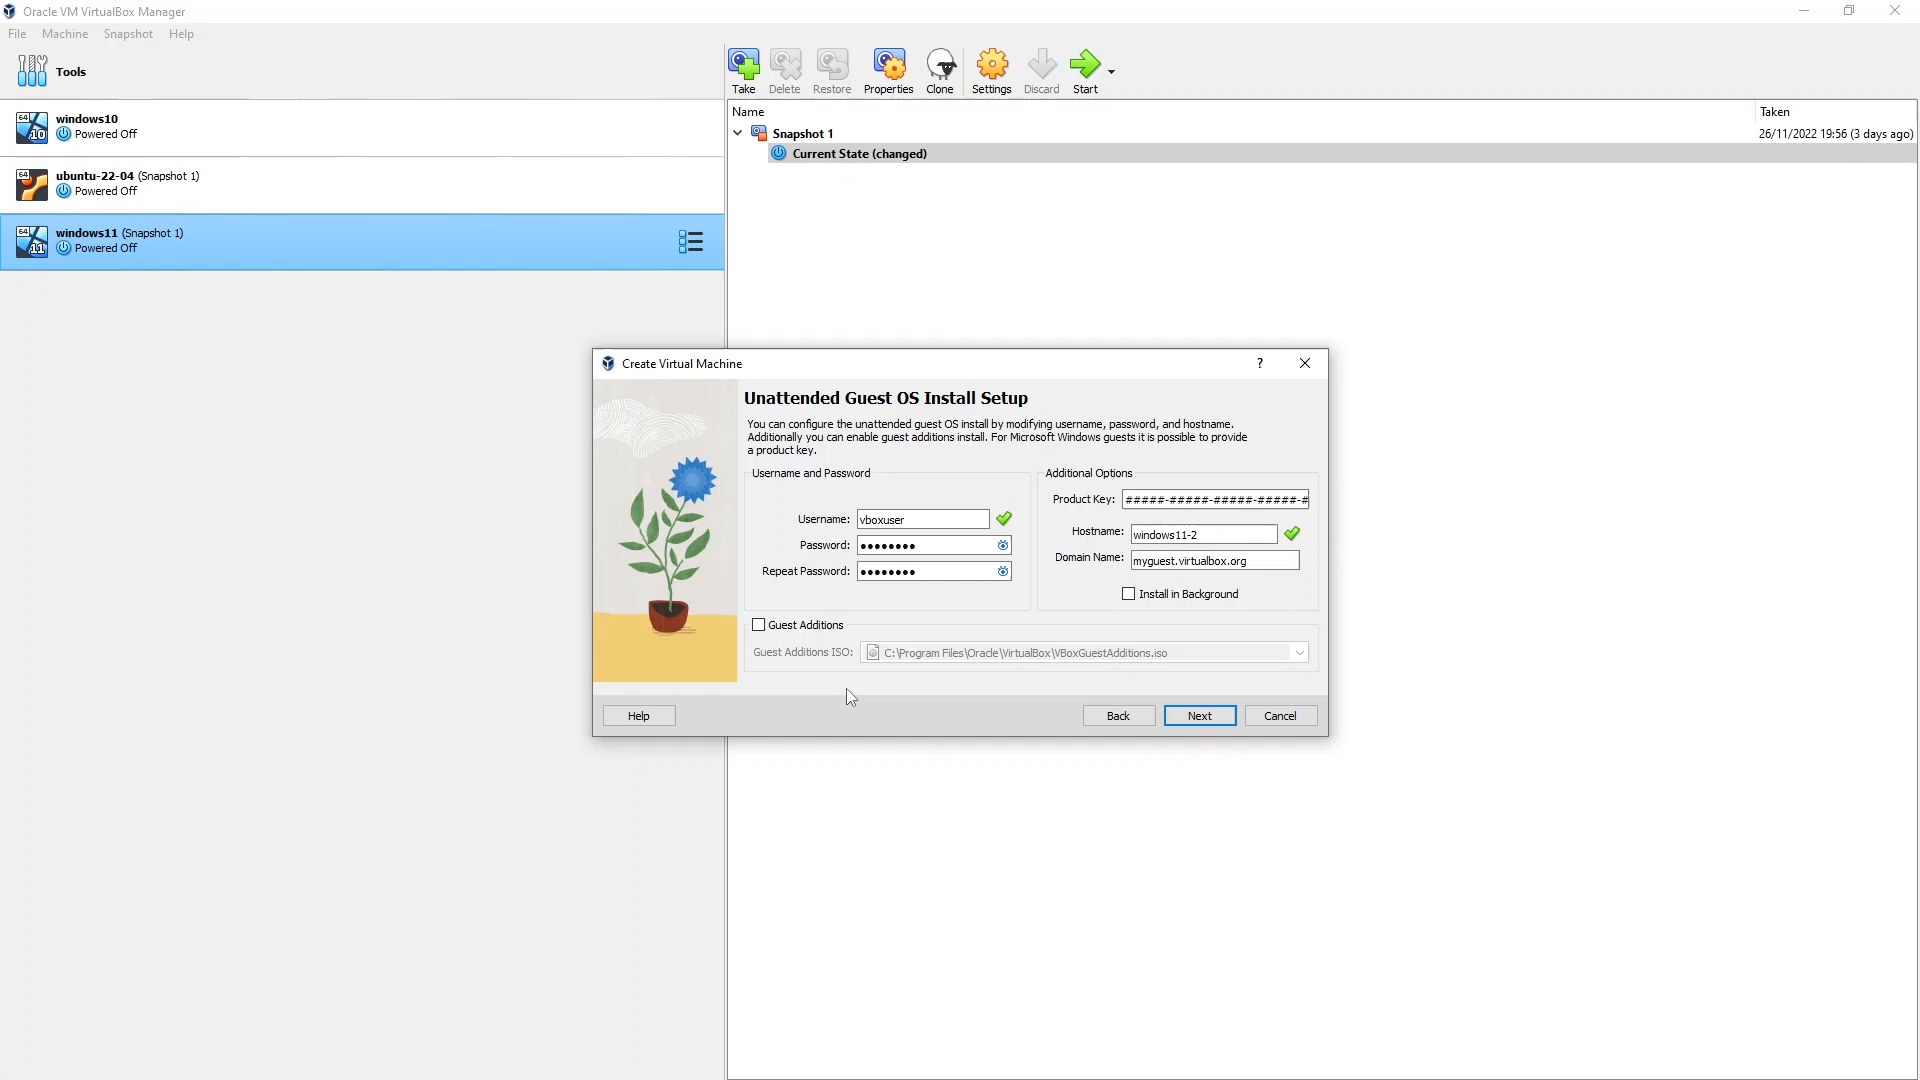 Oracle VM VirtualBox Manager
File Machine Snapshot Help
Tools
Take Delete Restore Properties Clone Settings Discard Start
64 10 windows10
Powered Off
64 ubuntu-22-04 (Snapshot 1)
Powered Off
64 11 windows11 (Snapshot 1)
Powered Off
Name Taken
Snapshot 1 26/11/2022 19:56 (3 days ago)
Current State (changed)
Create Virtual Machine ?
Unattended Guest OS Install Setup
You can configure the unattended guest OS install by modifying username, password, and hostname.
Additionally you can enable guest additions install. For Microsoft Windows guests it is possible to provide
a product key.
Username and Password
Username: vboxuser
Password: ●●●●●●●●
Repeat Password: ●●●●●●●●
Additional Options
Product Key: #####-#####-#####-#####-#
Hostname: windows11-2
Domain Name: myguest.virtualbox.org
Install in Background
Guest Additions
Guest Additions ISO: C:\Program Files\Oracle\VirtualBox\VBoxGuestAdditions.iso
Help Back Next Cancel